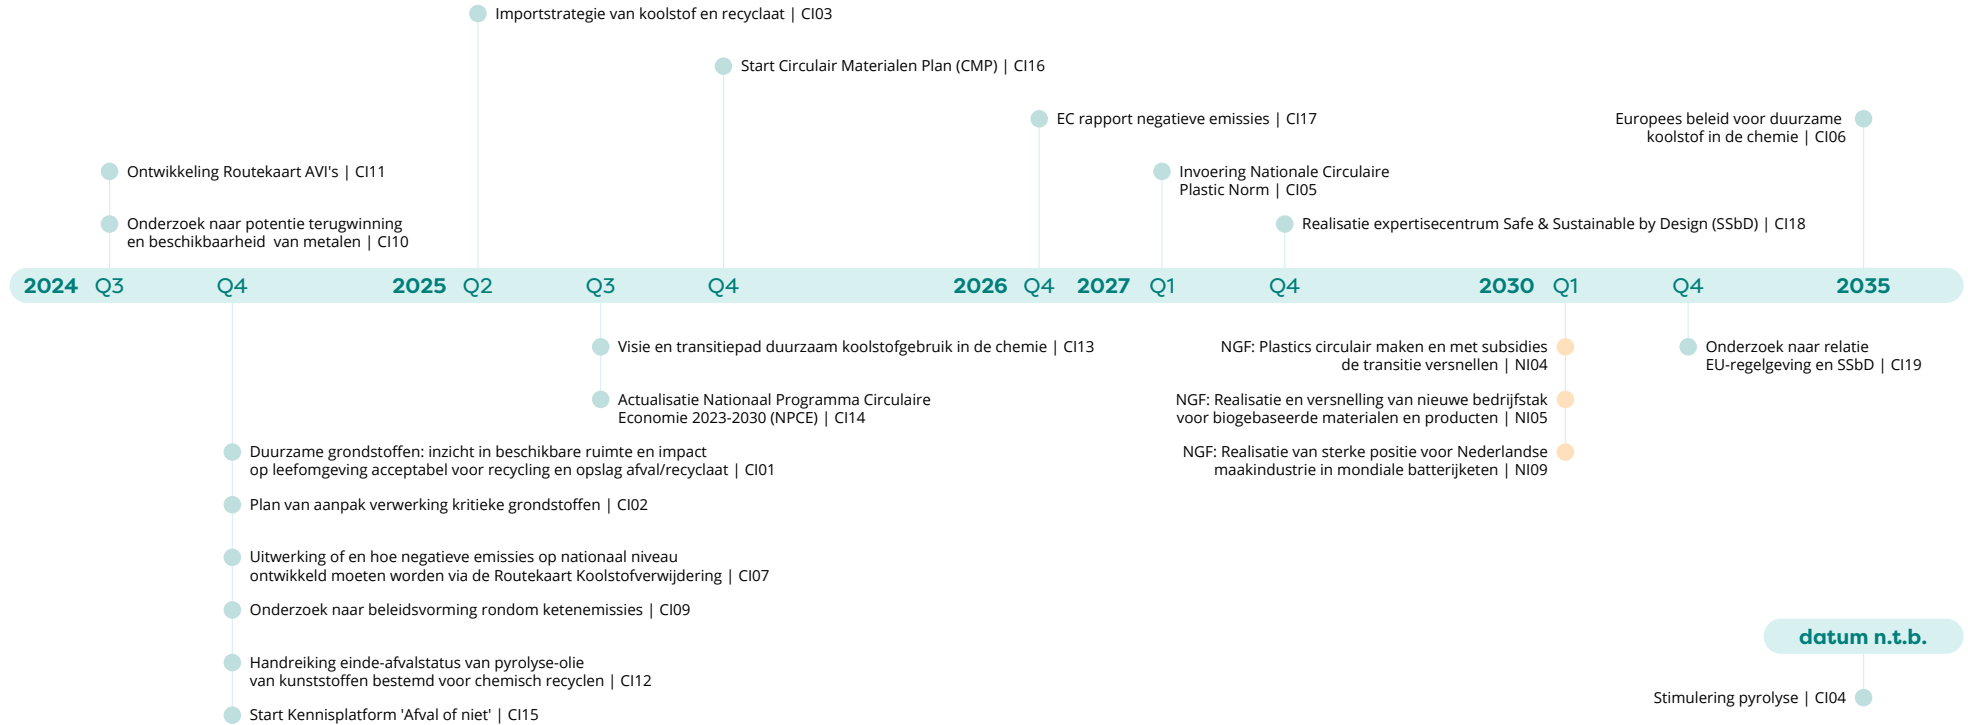 Importstrategie van koolstof en recyclaat | CI03
Start Circulair Materialen Plan (CMP) | CI16
EC rapport negatieve emissies | CI17
Europees beleid voor duurzame
koolstof in de chemie | CI06
Ontwikkeling Routekaart AVI's | CI11
Invoering Nationale Circulaire
Plastic Norm | CI05
Onderzoek naar potentie terugwinning
en beschikbaarheid van metalen | CI10
Realisatie expertisecentrum Safe & Sustainable by Design (SSbD) | CI18
2024 Q3 Q4 2025 Q2 Q3 Q4 2026 Q4 2027 Q1 Q4 2030 Q1 Q4 2035
Visie en transitiepad duurzaam koolstofgebruik in de chemie | CI13
Actualisatie Nationaal Programma Circulaire
Economie 2023-2030 (NPCE) | CI14
NGF: Plastics circulair maken en met subsidies
de transitie versnellen | NI04
NGF: Realisatie en versnelling van nieuwe bedrijfstak
voor biogebaseerde materialen en producten | NI05
NGF: Realisatie van sterke positie voor Nederlandse
maakindustrie in mondiale batterijketen | NI09
Onderzoek naar relatie
EU-regelgeving en SSbD | CI19
Duurzame grondstoffen: inzicht in beschikbare ruimte en impact
op leefomgeving acceptabel voor recycling en opslag afval/recyclaat | CI01
Plan van aanpak verwerking kritieke grondstoffen | CI02
Uitwerking of en hoe negatieve emissies op nationaal niveau
ontwikkeld moeten worden via de Routekaart Koolstofverwijdering | CI07
Onderzoek naar beleidsvorming rondom ketenemissies | CI09
Handreiking einde-afvalstatus van pyrolyse-olie
van kunststoffen bestemd voor chemisch recyclen | CI12
Start Kennisplatform 'Afval of niet' | CI15
datum n.t.b.
Stimulering pyrolyse | CI04